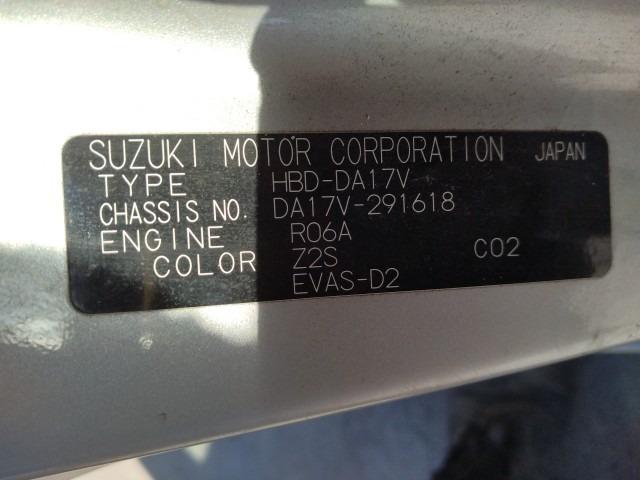 SUZUKI MOTOR CORPORATION JAPAN
TYPE HBD-DA17V
CHASSIS NO. DA17V-291618
ENGINE R06A
COLOR Z2S C02
EVAS-D2